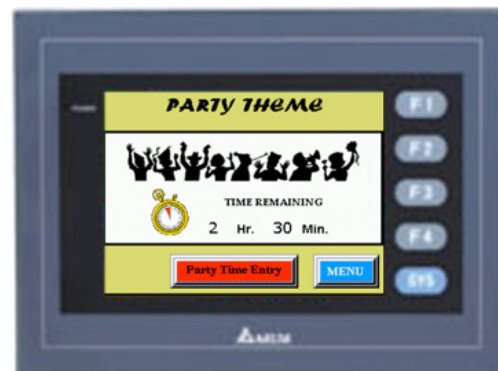 PARTY THEME
F1
F2
TIME REMAINING
F3
2 Hr. 30 Min.
F4
Party Time Entry
MENU
SYS